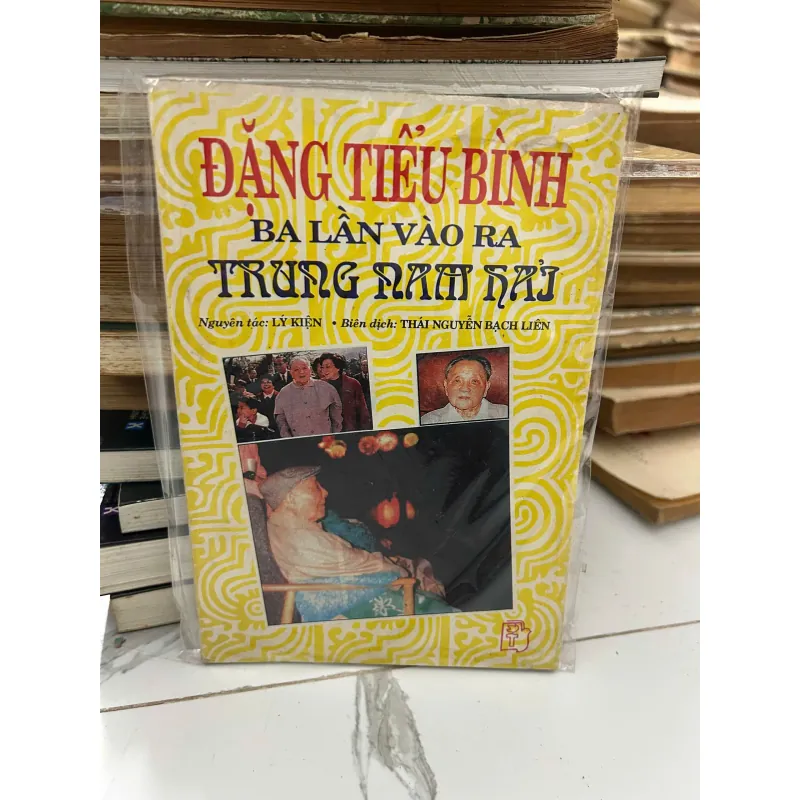 ĐẶNG TIỂU BÌNH
BA LẦN VÀO RA
TRUNG NAM HẢI
Nguyên tác: LÝ KIỆN • Biên dịch: THÁI NGUYỄN BẠCH LIÊN